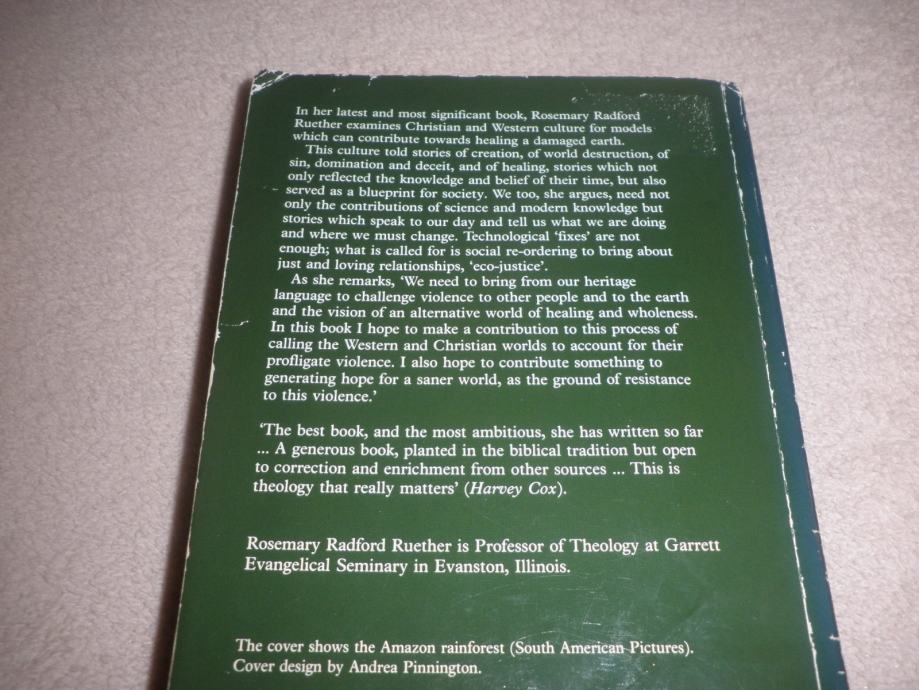 In her latest and most significant book, Rosemary Radford
Ruether examines Christian and Western culture for models
which can contribute towards healing a damaged earth.
This culture told stories of creation, of world destruction, of
sin, domination and deceit, and of healing, stories which not
only reflected the knowledge and belief of their time, but also
served as a blueprint for society. We too, she argues, need not
only the contributions of science and modern knowledge but
stories which speak to our day and tell us what we are doing
and where we must change. Technological ‘fixes’ are not
enough; what is called for is social re-ordering to bring about
just and loving relationships, ‘eco-justice’.
As she remarks, ‘We need to bring from our heritage
language to challenge violence to other people and to the earth
and the vision of an alternative world of healing and wholeness.
In this book I hope to make a contribution to this process of
calling the Western and Christian worlds to account for their
profligate violence. I also hope to contribute something to
generating hope for a saner world, as the ground of resistance
to this violence.’
‘The best book, and the most ambitious, she has written so far
... A generous book, planted in the biblical tradition but open
to correction and enrichment from other sources ... This is
theology that really matters’ (Harvey Cox).
Rosemary Radford Ruether is Professor of Theology at Garrett
Evangelical Seminary in Evanston, Illinois.
The cover shows the Amazon rainforest (South American Pictures).
Cover design by Andrea Pinnington.